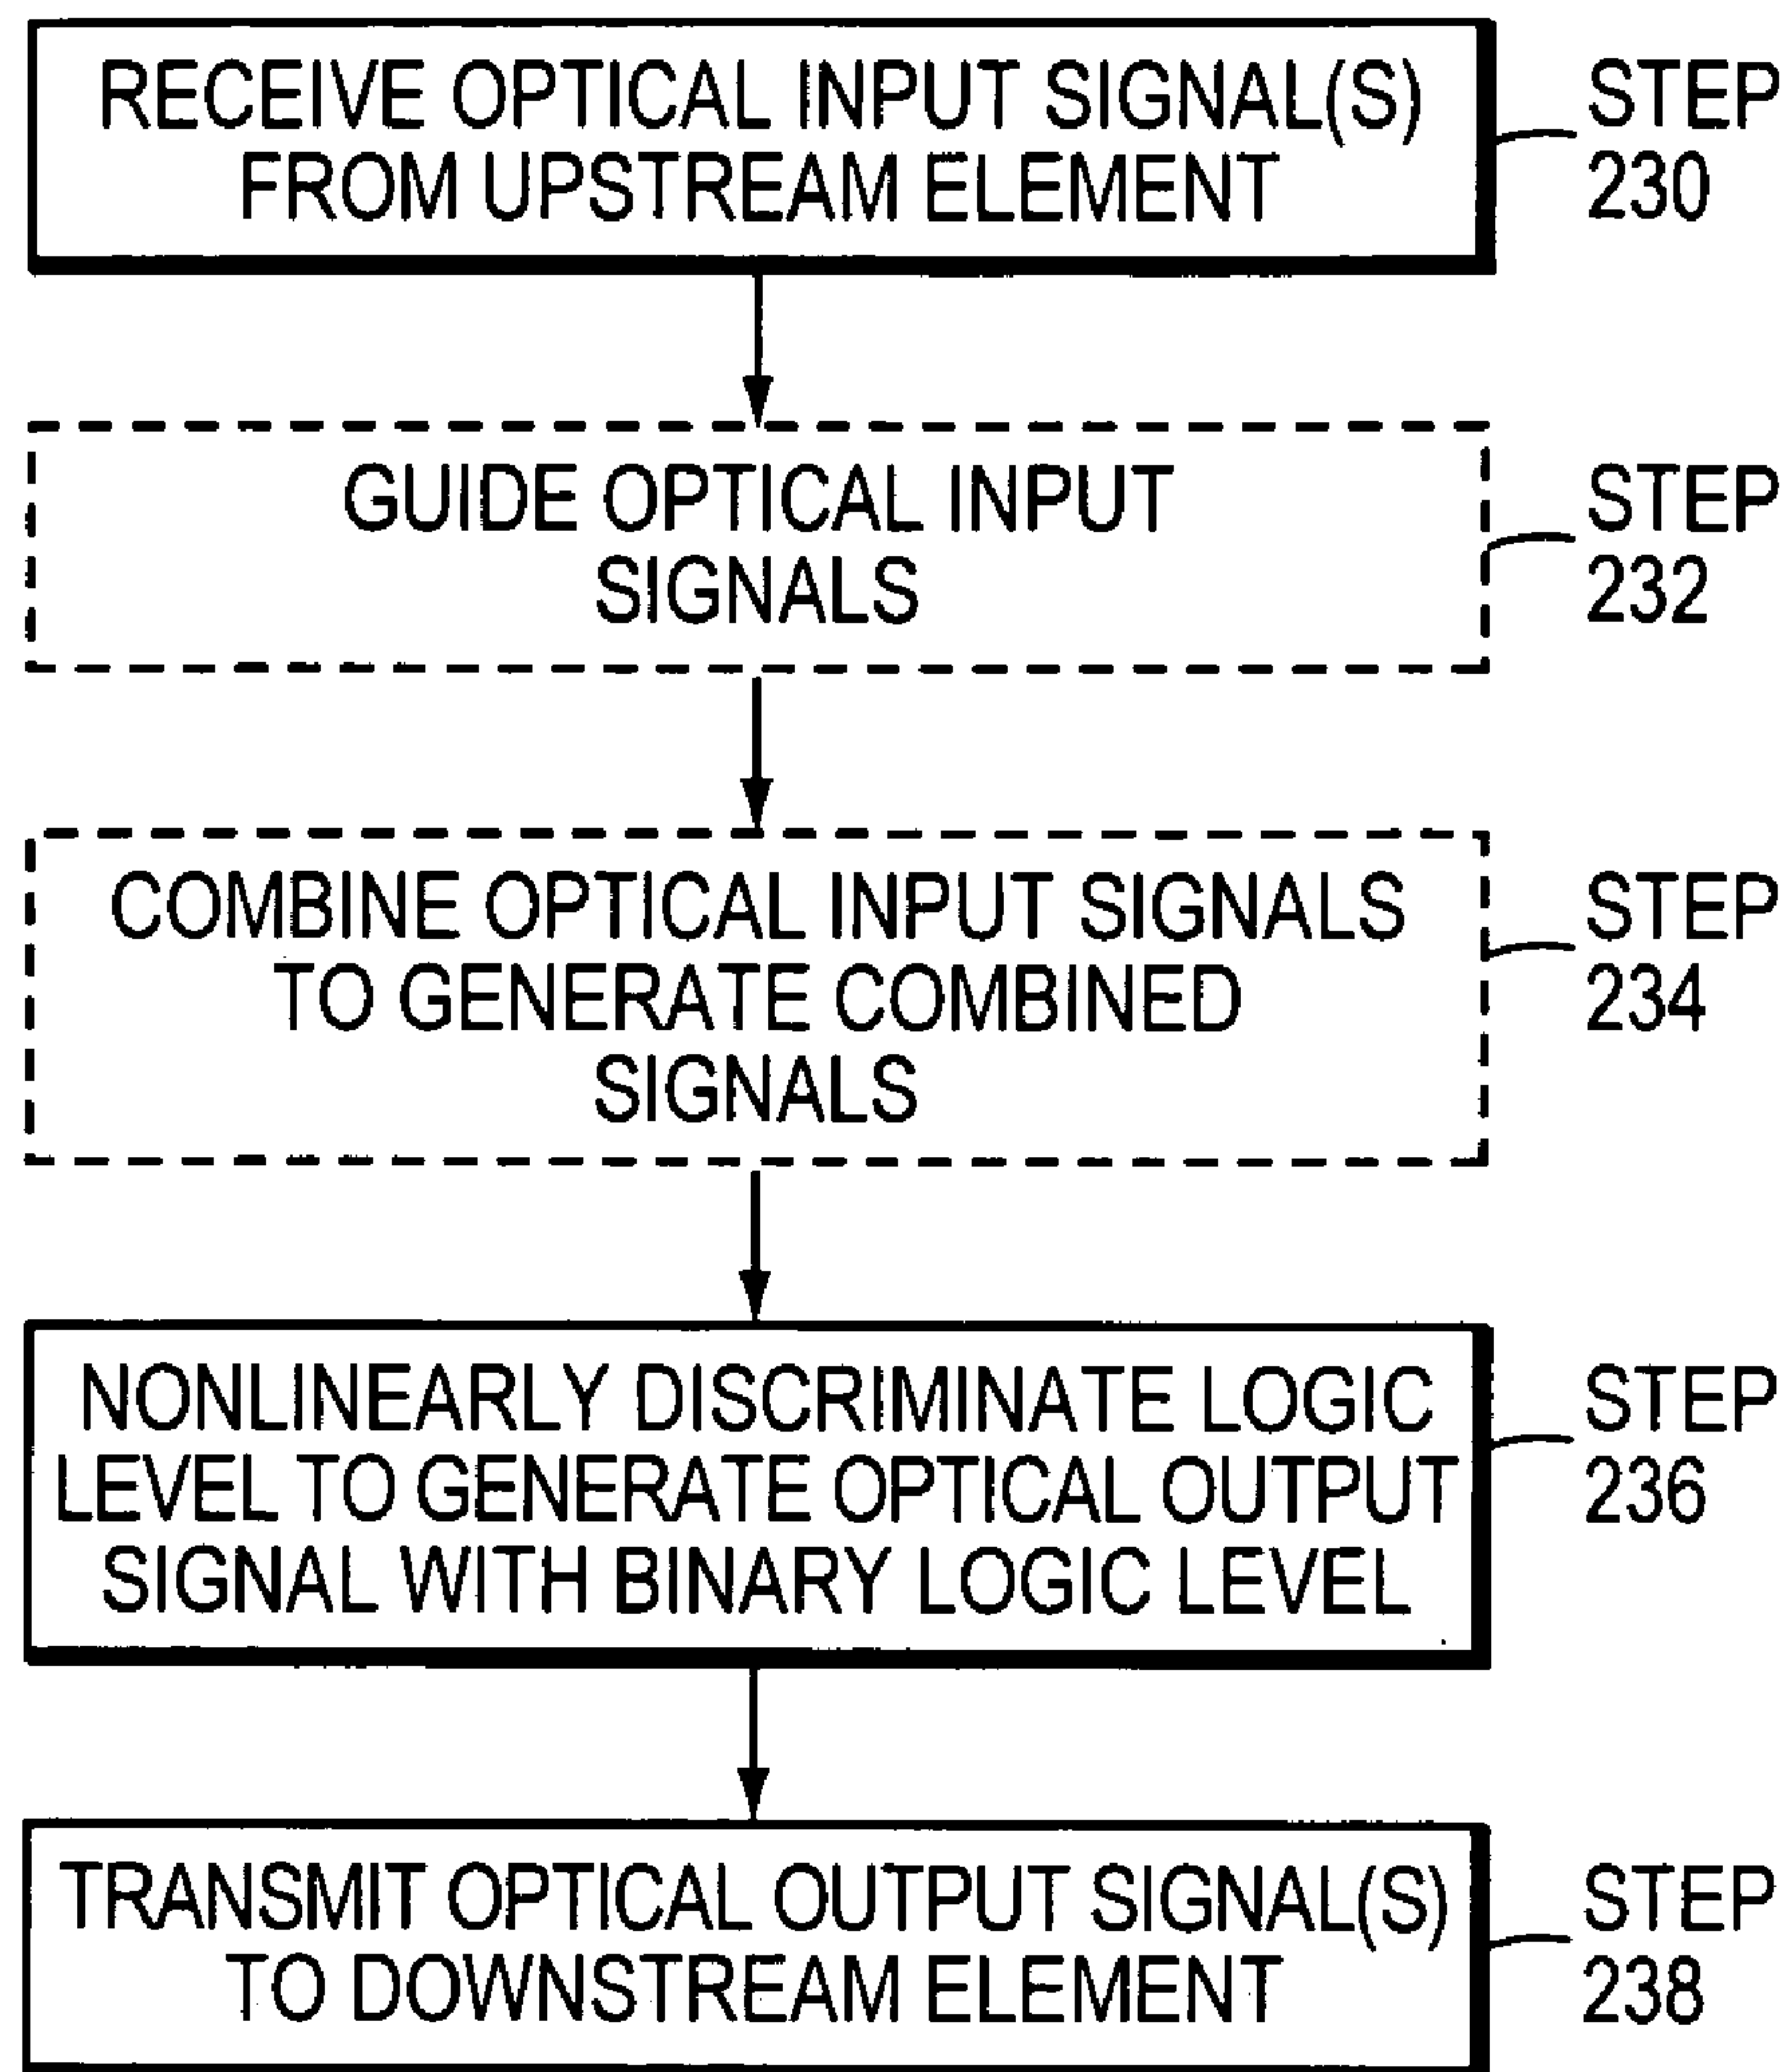 RECEIVE OPTICAL INPUT SIGNAL(S)
FROM UPSTREAM ELEMENT
STEP
230
GUIDE OPTICAL INPUT
SIGNALS
STEP
232
COMBINE OPTICAL INPUT SIGNALS
TO GENERATE COMBINED
SIGNALS
STEP
234
NONLINEARLY DISCRIMINATE LOGIC
LEVEL TO GENERATE OPTICAL OUTPUT
SIGNAL WITH BINARY LOGIC LEVEL
STEP
236
TRANSMIT OPTICAL OUTPUT SIGNAL(S)
TO DOWNSTREAM ELEMENT
STEP
238